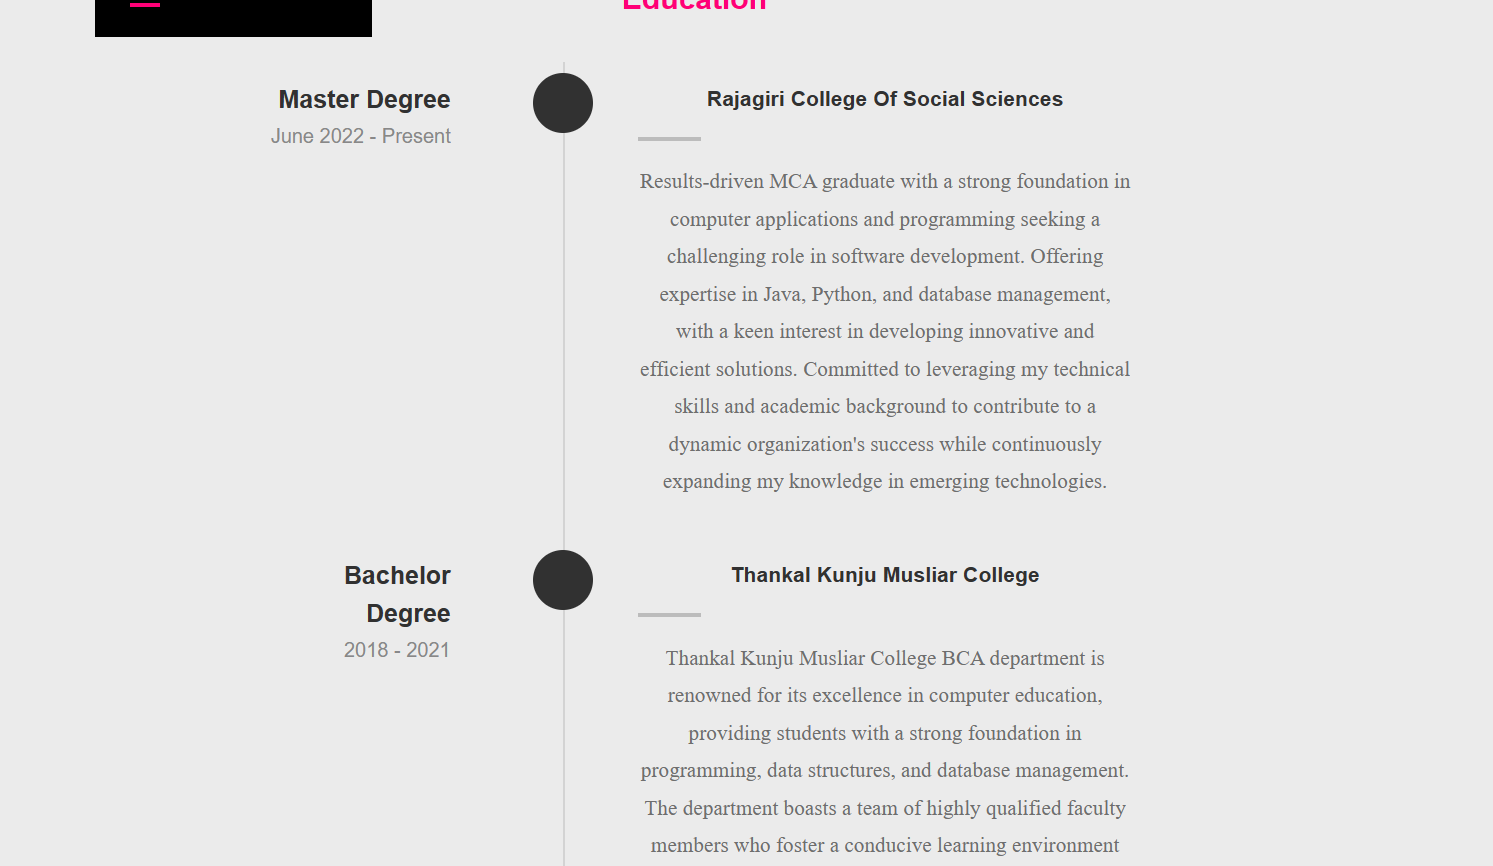 Education
Master Degree
June 2022 - Present
Rajagiri College Of Social Sciences
Results-driven MCA graduate with a strong foundation in
computer applications and programming seeking a
challenging role in software development. Offering
expertise in Java, Python, and database management,
with a keen interest in developing innovative and
efficient solutions. Committed to leveraging my technical
skills and academic background to contribute to a
dynamic organization's success while continuously
expanding my knowledge in emerging technologies.
Bachelor
Degree
2018 - 2021
Thankal Kunju Musliar College
Thankal Kunju Musliar College BCA department is
renowned for its excellence in computer education,
providing students with a strong foundation in
programming, data structures, and database management.
The department boasts a team of highly qualified faculty
members who foster a conducive learning environment